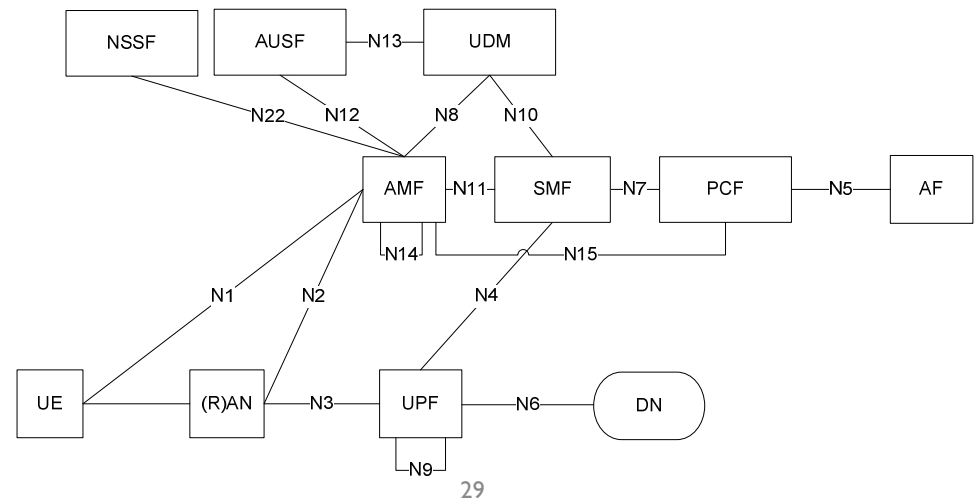 NSSF
AUSF
N13
UDM
N22
N12
N8
N10
AMF
N11
SMF
N7
PCF
N5
AF
N14
N15
N1
N2
N4
UE
(R)AN
N3
UPF
N6
DN
N9
29